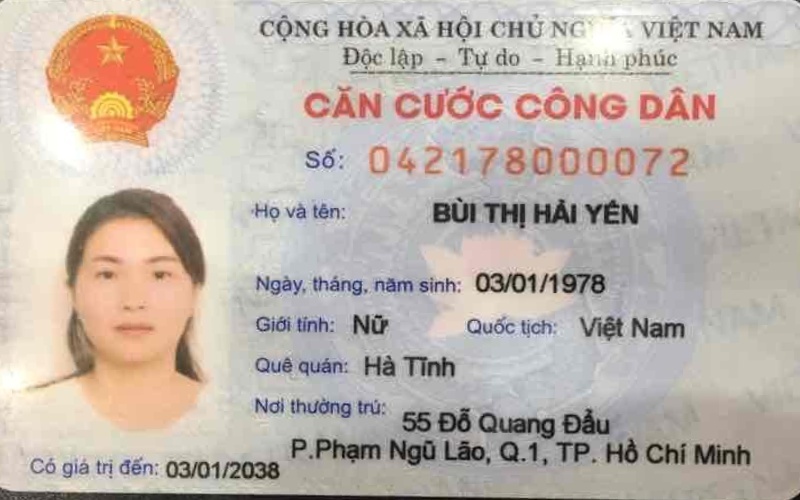 CỘNG HÒA XÃ HỘI CHỦ NGHĨA VIỆT NAM
Độc lập - Tự do - Hạnh phúc
CĂN CƯỚC CÔNG DÂN
Số: 042178000072
Họ và tên: BÙI THỊ HẢI YẾN
Ngày, tháng, năm sinh: 03/01/1978
Giới tính: Nữ Quốc tịch: Việt Nam
Quê quán: Hà Tĩnh
Nơi thường trú: 55 Đỗ Quang Đẩu
P.Phạm Ngũ Lão, Q.1, TP. Hồ Chí Minh
Có giá trị đến: 03/01/2038